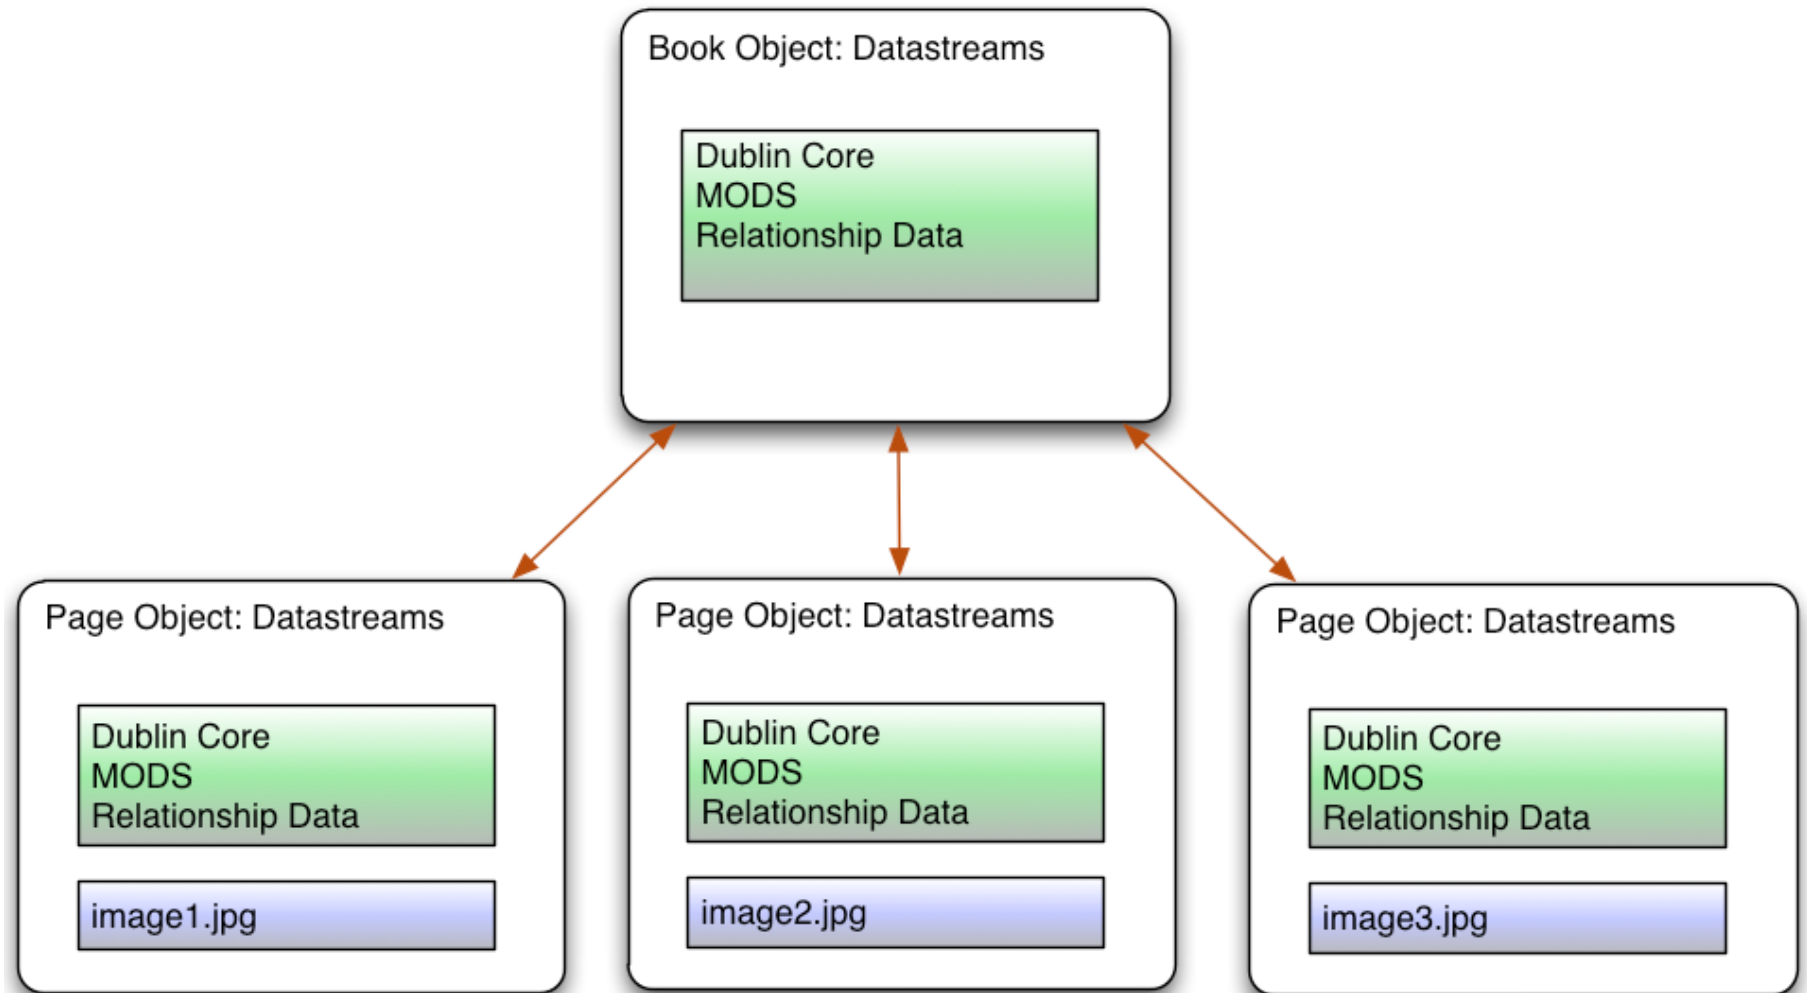 Book Object: Datastreams
Dublin Core
MODS
Relationship Data
Page Object: Datastreams
Dublin Core
MODS
Relationship Data
image1.jpg
Page Object: Datastreams
Dublin Core
MODS
Relationship Data
image2.jpg
Page Object: Datastreams
Dublin Core
MODS
Relationship Data
image3.jpg